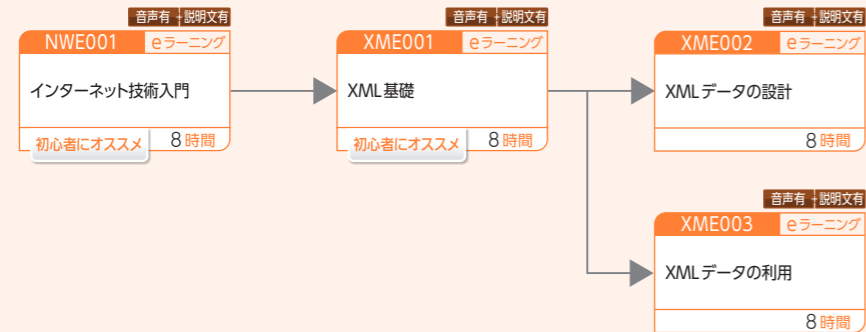 音声有 説明文有
NWE001 eラーニング
インターネット技術入門
初心者にオススメ 8時間
音声有 説明文有
XME001 eラーニング
XML基礎
初心者にオススメ 8時間
音声有 説明文有
XME002 eラーニング
XMLデータの設計
8時間
音声有 説明文有
XME003 eラーニング
XMLデータの利用
8時間